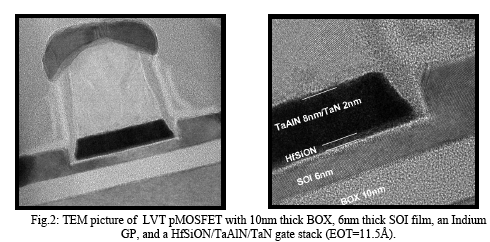 TaAlN 8nm/TaN 2nm
HfSiON
SOI 6nm
BOX 10nm
Fig.2: TEM picture of LVT pMOSFET with 10nm thick BOX, 6nm thick SOI film, an Indium
GP, and a HfSiON/TaAlN/TaN gate stack (EOT=11.5Å).